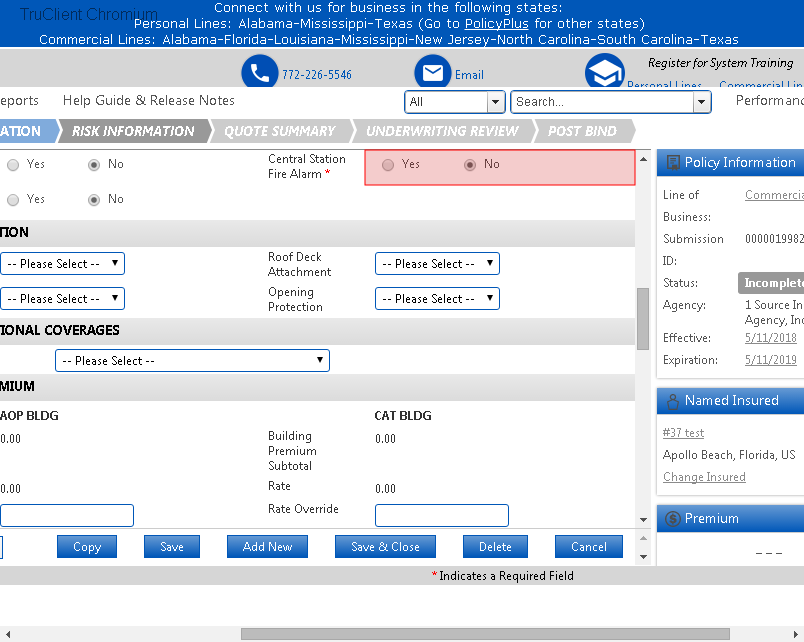 TruClient Chromium
Connect with us for business in the following states:
Personal Lines: Alabama-Mississippi-Texas (Go to PolicyPlus for other states)
Commercial Lines: Alabama-Florida-Louisiana-Mississippi-New Jersey-North Carolina-South Carolina-Texas
772-226-5546 Email Register for System Training
Personal Lines Commercial Lin
eports Help Guide & Release Notes All Search... Performanc
ATION RISK INFORMATION QUOTE SUMMARY UNDERWRITING REVIEW POST BIND
Yes No Central Station Fire Alarm * Yes No
Yes No
TION
-- Please Select -- Roof Deck Attachment -- Please Select --
-- Please Select -- Opening Protection -- Please Select --
IONAL COVERAGES
-- Please Select --
MIUM
AOP BLDG CAT BLDG
0.00 Building Premium Subtotal 0.00
0.00 Rate 0.00
Rate Override
Copy Save Add New Save & Close Delete Cancel
* Indicates a Required Field
Policy Information
Line of Business: Commercia
Submission ID: 0000019982
Status: Incomplete
Agency: 1 Source In
Agency, Inc
Effective: 5/11/2018
Expiration: 5/11/2019
Named Insured
#37 test
Apollo Beach, Florida, US
Change Insured
Premium
_ _ _